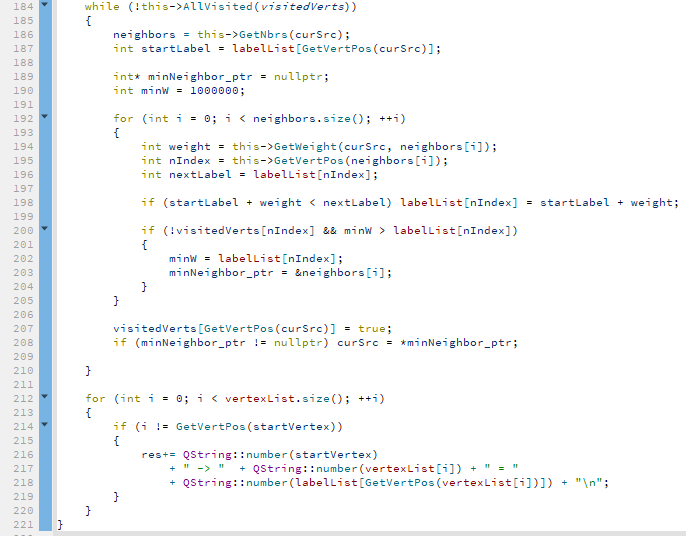 184 while (!this->AllVisited(visitedVerts))
185 {
186 neighbors = this->GetNbrs(curSrc);
187 int startLabel = labelList[GetVertPos(curSrc)];
188
189 int* minNeighbor_ptr = nullptr;
190 int minW = 1000000;
191
192 for (int i = 0; i < neighbors.size(); ++i)
193 {
194 int weight = this->GetWeight(curSrc, neighbors[i]);
195 int nIndex = this->GetVertPos(neighbors[i]);
196 int nextLabel = labelList[nIndex];
197
198 if (startLabel + weight < nextLabel) labelList[nIndex] = startLabel + weight;
199
200 if (!visitedVerts[nIndex] && minW > labelList[nIndex])
201 {
202 minW = labelList[nIndex];
203 minNeighbor_ptr = &neighbors[i];
204 }
205 }
206
207 visitedVerts[GetVertPos(curSrc)] = true;
208 if (minNeighbor_ptr != nullptr) curSrc = *minNeighbor_ptr;
209
210 }
211
212 for (int i = 0; i < vertexList.size(); ++i)
213 {
214 if (i != GetVertPos(startVertex))
215 {
216 res+= QString::number(startVertex)
217 + " -> " + QString::number(vertexList[i]) + " = "
218 + QString::number(labelList[GetVertPos(vertexList[i])]) + "\n";
219 }
220 }
221 }